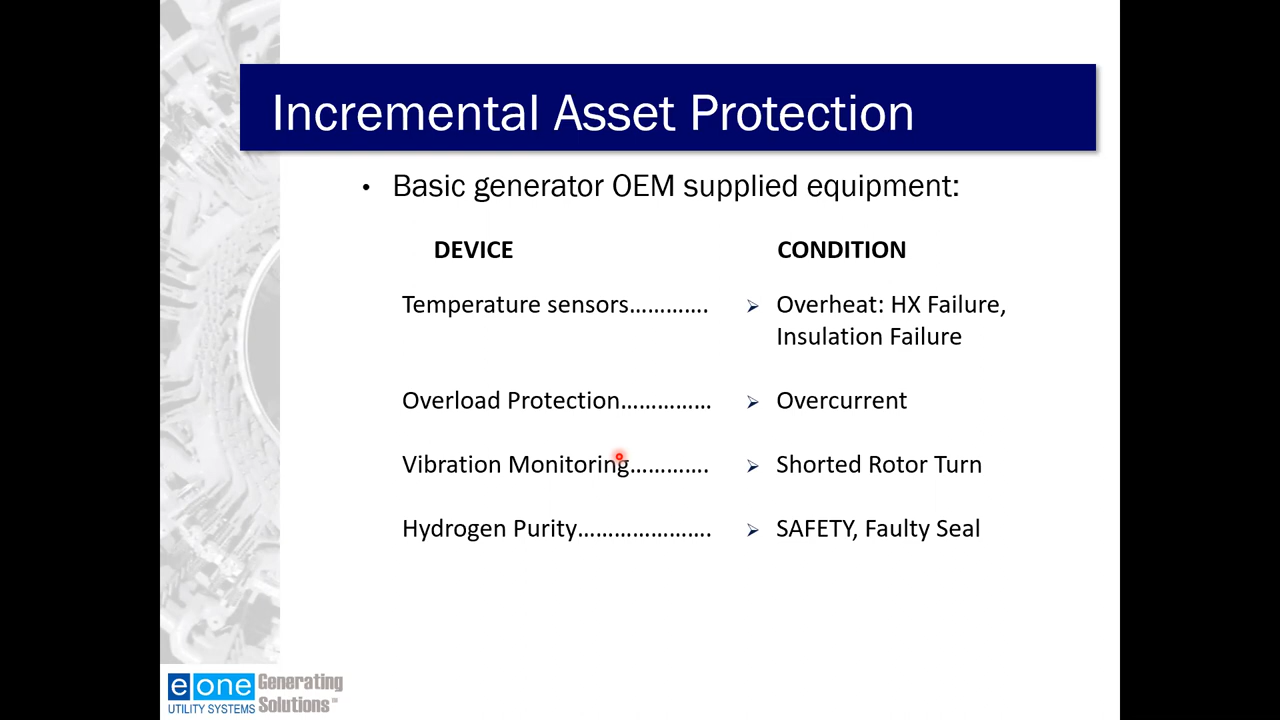 Incremental Asset Protection
• Basic generator OEM supplied equipment:
DEVICE CONDITION
Temperature sensors…………. ➢ Overheat: HX Failure,
Insulation Failure
Overload Protection…………… ➢ Overcurrent
Vibration Monitoring…………. ➢ Shorted Rotor Turn
Hydrogen Purity…………………. ➢ SAFETY, Faulty Seal
e one Generating
UTILITY SYSTEMS Solutions℠